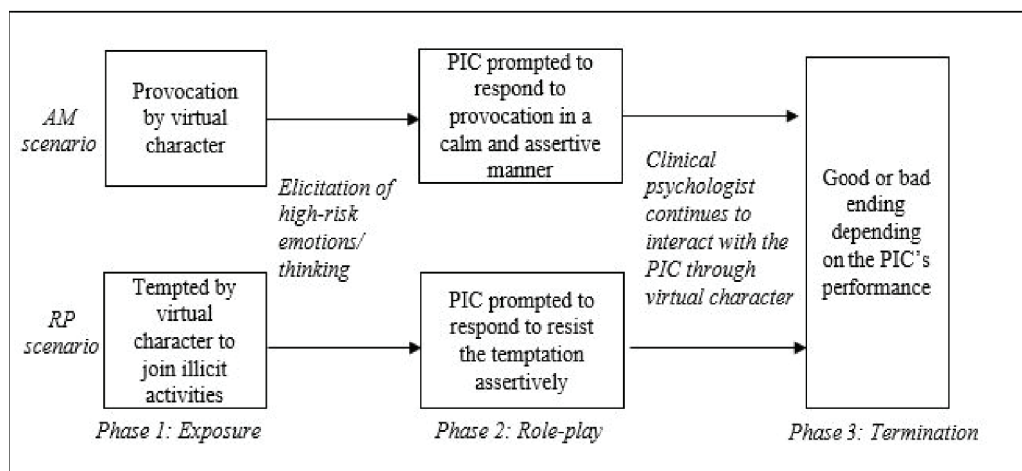 AM
scenario
Provocation
by virtual
character
PIC prompted to
respond to
provocation in a
calm and assertive
manner
Elicitation of
high-risk
emotions/
thinking
Clinical
psychologist
continues to
interact with the
PIC through
virtual character
Good or bad
ending
depending
on the PIC's
performance
RP
scenario
Tempted by
virtual
character to
join illicit
activities
PIC prompted to
respond to resist
the temptation
assertively
Phase 1: Exposure
Phase 2: Role-play
Phase 3: Termination